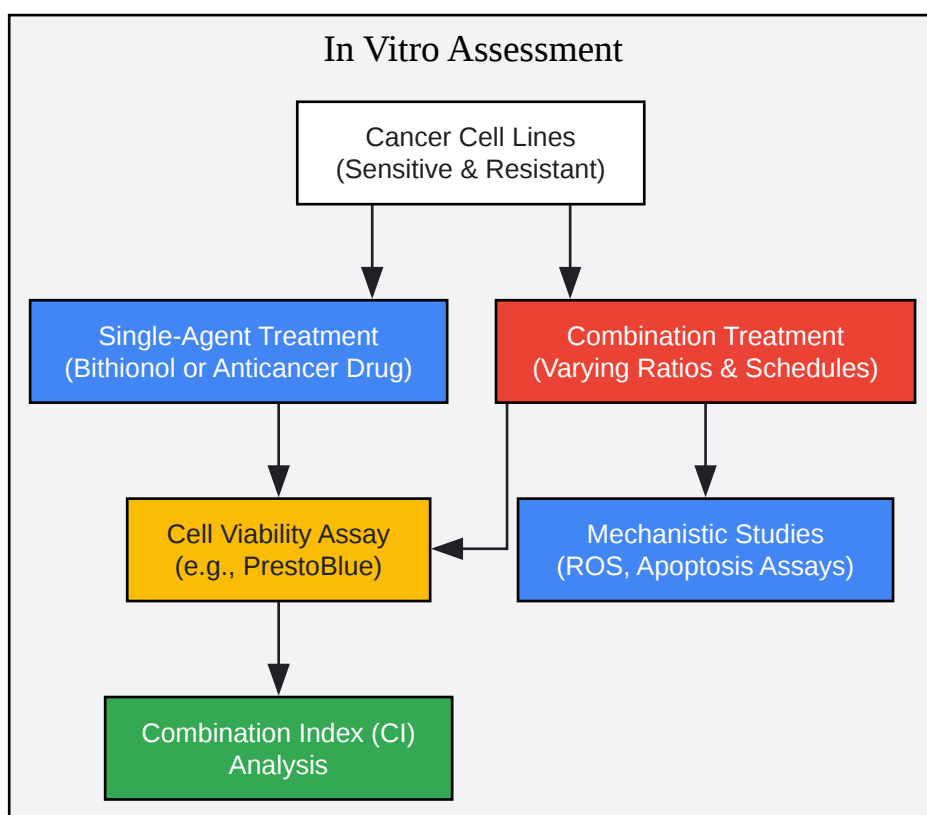 In Vitro Assessment
Cancer Cell Lines
(Sensitive & Resistant)
Single-Agent Treatment
(Bithionol or Anticancer Drug)
Combination Treatment
(Varying Ratios & Schedules)
Cell Viability Assay
(e.g., PrestoBlue)
Mechanistic Studies
(ROS, Apoptosis Assays)
Combination Index (CI)
Analysis